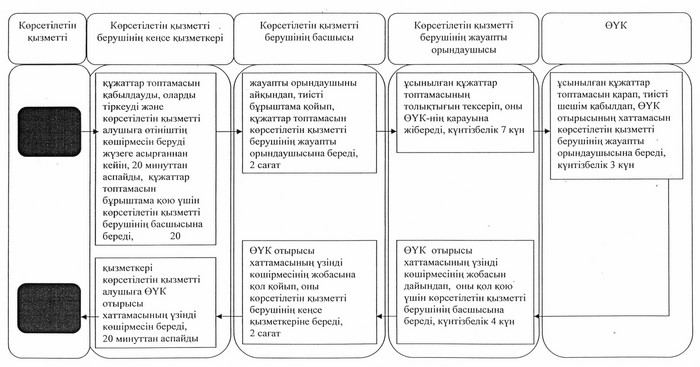 Көрсетілетін
қызметті
Көрсетілетін қызметті
берушінің кеңсе қызметкері
Көрсетілетін қызметті
берушінің басшысы
Көрсетілетін қызметті
берушінің жауапты
орындаушысы
ӨҮК
құжаттар топтамасын
қабылдауды, оларды
тіркеуді және
көрсетілетін қызметті
алушыға өтініштің
көшірмесін беруді
жүзеге асырғаннан
кейін, 20 минуттан
аспайды, құжаттар
топтамасын
бұрыштама қою үшін
көрсетілетін қызметті
берушінің басшысына
береді, 20
жауапты орындаушыны
айқындап, тиісті
бұрыштама қойып,
құжаттар топтамасын
көрсетілетін қызметті
берушінің жауапты
орындаушысына береді,
2 сағат
ұсынылған құжаттар
топтамасының
толықтығын тексеріп, оны
ӨҮК-нің қарауына
жібереді, күнтізбелік 7 күн
ұсынылған құжаттар
топтамасын қарап, тиісті
шешім қабылдап, ӨҮК
отырысының хаттамасын
көрсетілетін қызметті
берушінің жауапты
орындаушысына береді,
күнтізбелік 3 күн
қызметкері
көрсетілетін қызметті
алушыға ӨҮК
отырысы
хаттамасының үзінді
көшірмесін береді,
20 минуттан аспайды
ӨҮК отырысы
хаттамасының үзінді
көшірмесінің жобасына
қол қойып, оны
көрсетілетін қызметті
берушінің кеңсе
қызметкеріне береді,
2 сағат
ӨҮК отырысы
хаттамасының үзінді
көшірмесінің жобасын
дайындап, оны қол қою
үшін көрсетілетін қызметті
берушінің басшысына
береді, күнтізбелік 4 күн